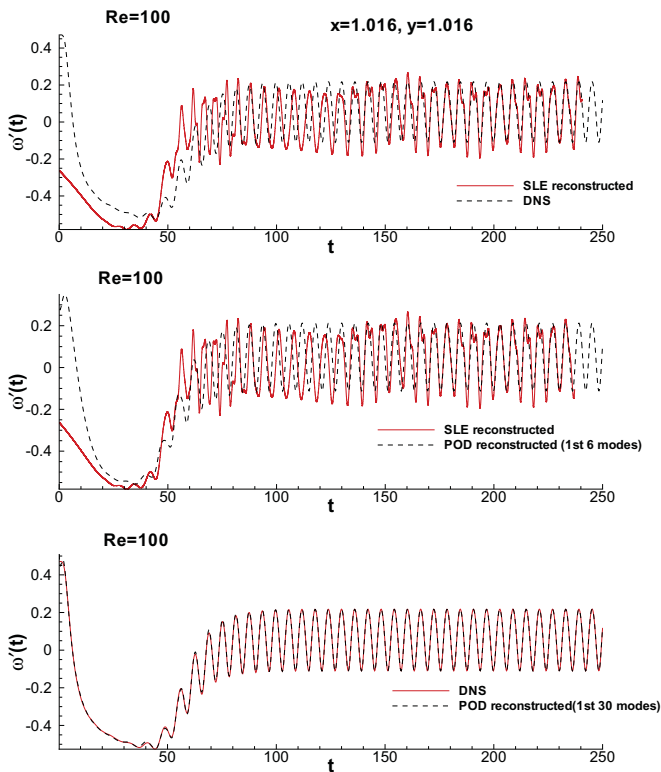 Re=100
x=1.016, y=1.016
0.4
0.2
0
-0.2
-0.4
ω′(t)
SLE reconstructed
DNS
0 50 100 150 200 250
t
Re=100
0.2
0
-0.2
-0.4
ω′(t)
SLE reconstructed
POD reconstructed (1st 6 modes)
0 50 100 150 200 250
t
Re=100
0.4
0.2
0
-0.2
-0.4
ω′(t)
DNS
POD reconstructed(1st 30 modes)
0 50 100 150 200 250
t